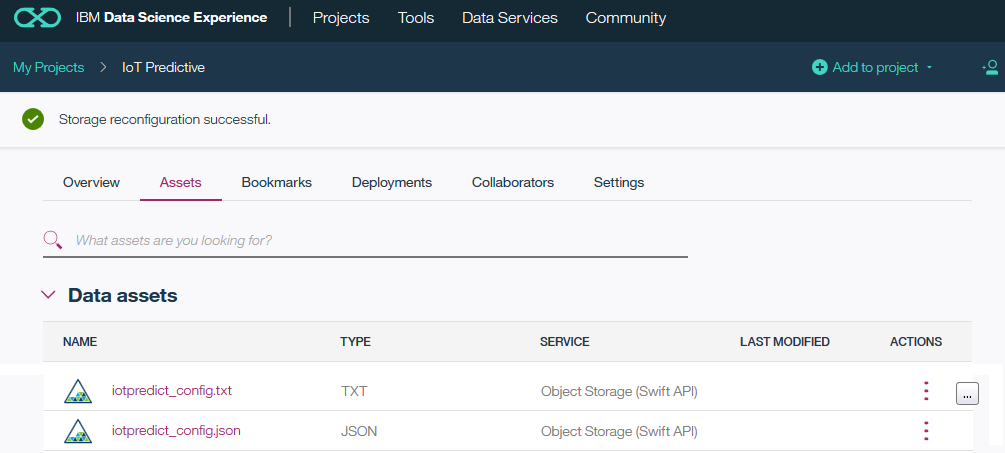 IBM Data Science Experience Projects Tools Data Services Community
My Projects > IoT Predictive Add to project
Storage reconfiguration successful.
Overview Assets Bookmarks Deployments Collaborators Settings
What assets are you looking for?
Data assets
NAME TYPE SERVICE LAST MODIFIED ACTIONS
iotpredict_config.txt TXT Object Storage (Swift API) ...
iotpredict_config.json JSON Object Storage (Swift API)